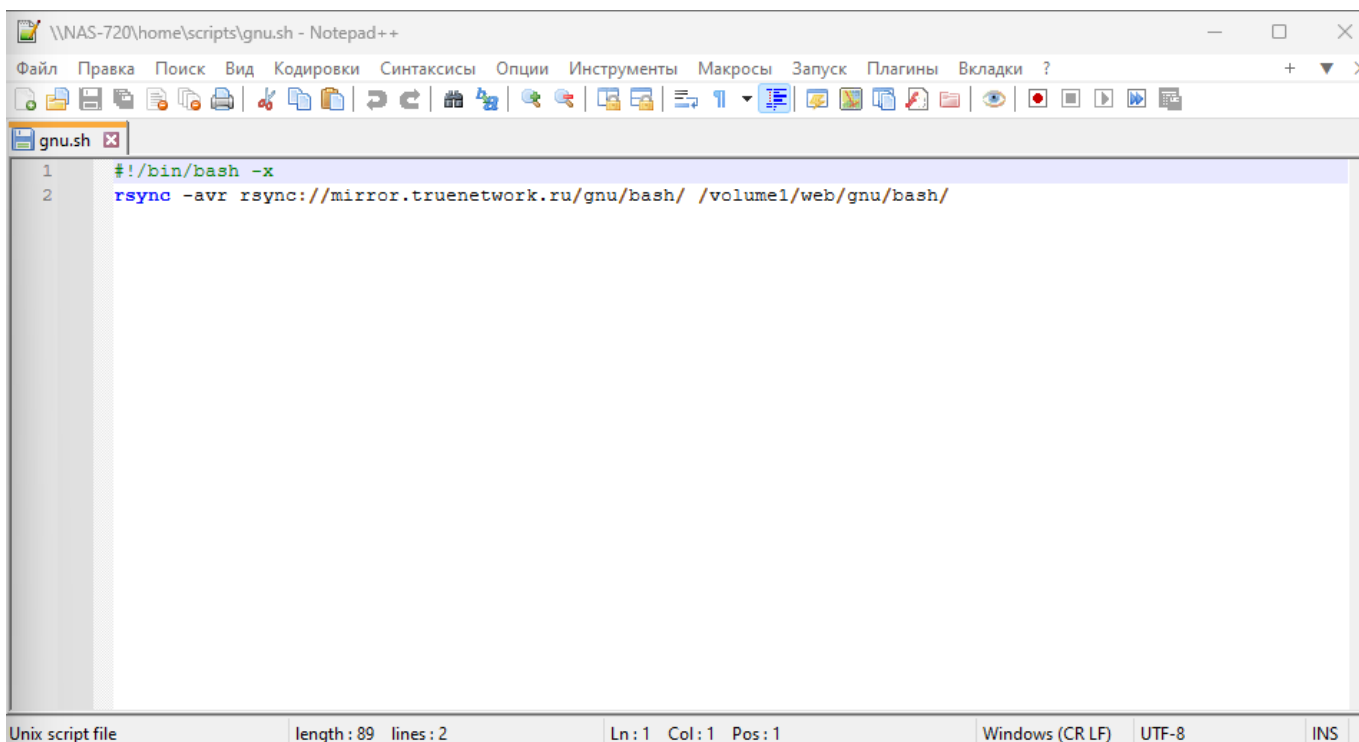 \\NAS-720\home\scripts\gnu.sh - Notepad++
Файл Правка Поиск Вид Кодировки Синтаксисы Опции Инструменты Макросы Запуск Плагины Вкладки ?
gnu.sh
1 #!/bin/bash -x
2 rsync -avr rsync://mirror.truenetwork.ru/gnu/bash/ /volume1/web/gnu/bash/
Unix script file length : 89 lines : 2 Ln : 1 Col : 1 Pos : 1 Windows (CR LF) UTF-8 INS